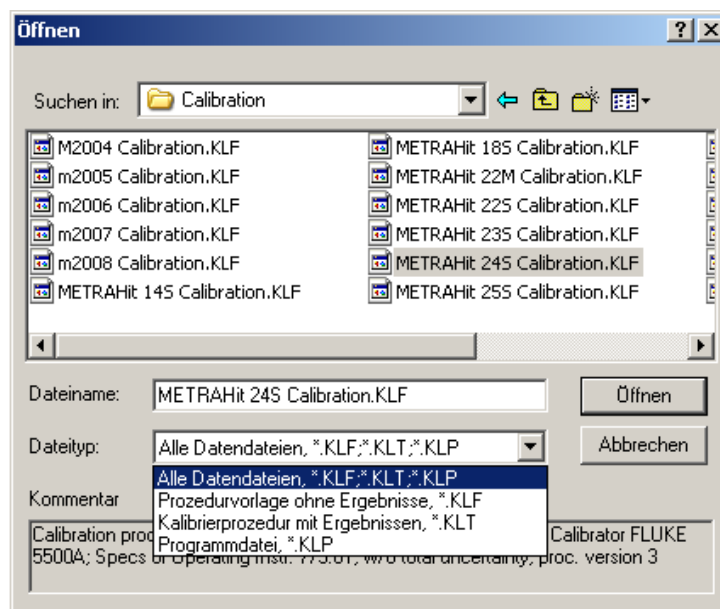 Öffnen
Suchen in: Calibration
M2004 Calibration.KLF
m2005 Calibration.KLF
m2006 Calibration.KLF
m2007 Calibration.KLF
m2008 Calibration.KLF
METRAHit 14S Calibration.KLF
METRAHit 18S Calibration.KLF
METRAHit 22M Calibration.KLF
METRAHit 22S Calibration.KLF
METRAHit 23S Calibration.KLF
METRAHit 24S Calibration.KLF
METRAHit 25S Calibration.KLF
Dateiname: METRAHit 24S Calibration.KLF Öffnen
Dateityp: Alle Datendateien, *.KLF;*.KLT;*.KLP Abbrechen
Alle Datendateien, *.KLF;*.KLT;*.KLP
Prozedurvorlage ohne Ergebnisse, *.KLF
Kalibrierprozedur mit Ergebnissen, *.KLT
Programmdatei, *.KLP
Kommentar
Calibration Calibrator FLUKE
5500A; Specs of Operating Instr. w/o total uncertainty, proc. version 3